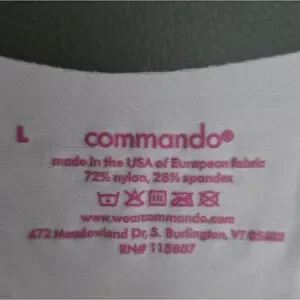 L commando®
made in the USA of European fabric
72% nylon, 28% spandex
www.wearcommando.com
472 Meadowland Dr, S. Burlington, VT 05403
RN# 115807